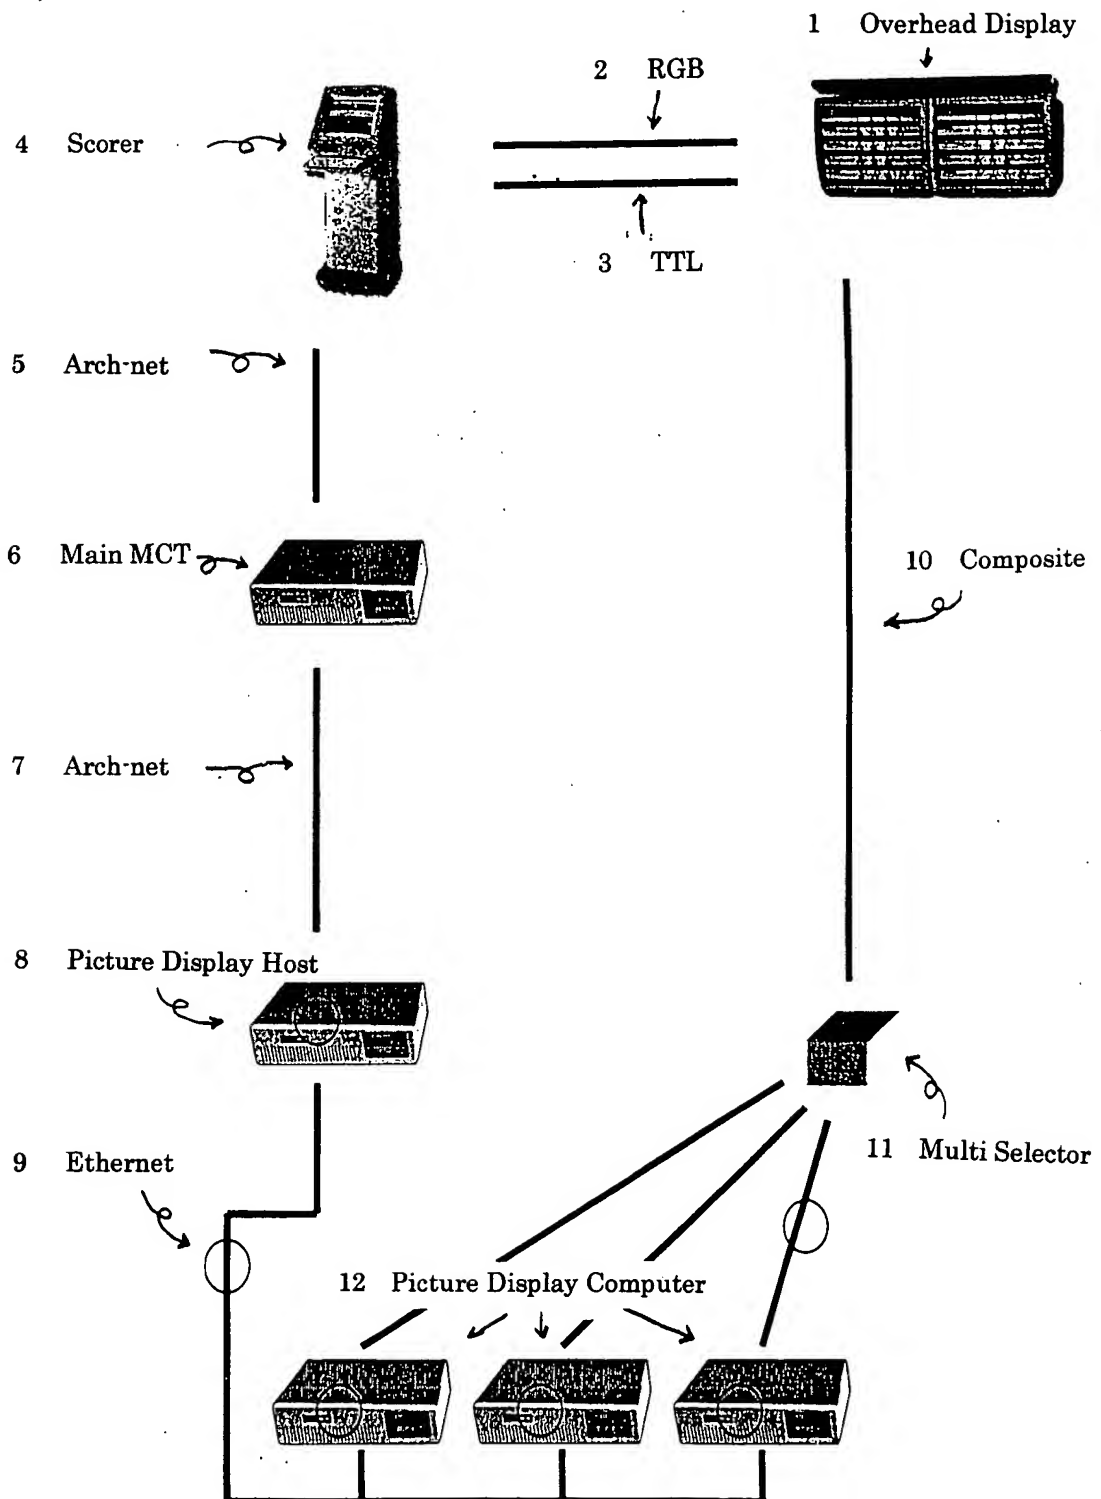 1 Overhead Display
2 RGB
4 Scorer
3 TTL
5 Arch-net
6 Main MCT
10 Composite
7 Arch-net
8 Picture Display Host
9 Ethernet
11 Multi Selector
12 Picture Display Computer